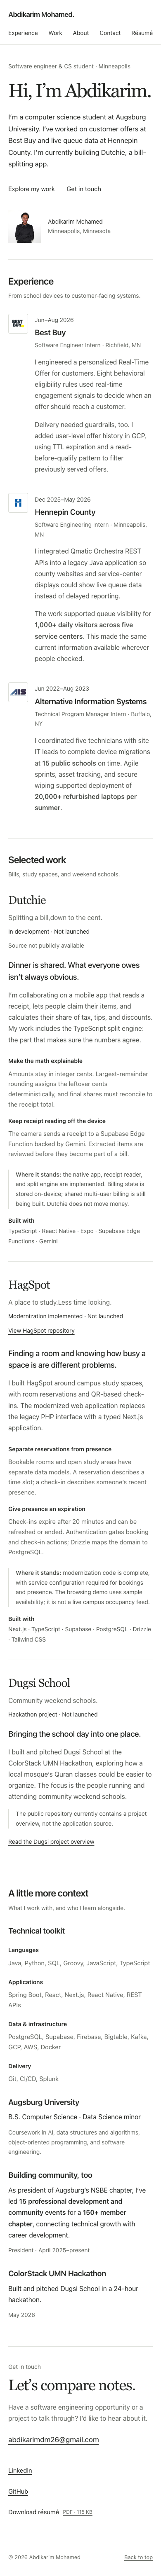 Abdikarim Mohamed.
Experience Work About Contact Résumé
Software engineer & CS student · Minneapolis
Hi, I’m Abdikarim.
I’m a computer science student at Augsburg
University. I’ve worked on customer offers at
Best Buy and live queue data at Hennepin
County. I’m currently building Dutchie, a bill-
splitting app.
Explore my work Get in touch
Abdikarim Mohamed
Minneapolis, Minnesota
Experience
From school devices to customer-facing systems.
BEST BUY
Jun–Aug 2026
Best Buy
Software Engineer Intern · Richfield, MN
I engineered a personalized Real-Time
Offer for customers. Eight behavioral
eligibility rules used real-time
engagement signals to decide when an
offer should reach a customer.
Delivery needed guardrails, too. I
added user-level offer history in GCP,
using TTL expiration and a read-
before-qualify pattern to filter
previously served offers.
Dec 2025–May 2026
Hennepin County
Software Engineering Intern · Minneapolis,
MN
I integrated Qmatic Orchestra REST
APIs into a legacy Java application so
county websites and service-center
displays could show live queue data
instead of delayed reporting.
The work supported queue visibility for
1,000+ daily visitors across five
service centers. This made the same
current information available wherever
people checked.
AIS
Jun 2022–Aug 2023
Alternative Information Systems
Technical Program Manager Intern · Buffalo,
NY
I coordinated five technicians with site
IT leads to complete device migrations
at 15 public schools on time. Agile
sprints, asset tracking, and secure
wiping supported deployment of
20,000+ refurbished laptops per
summer.
Selected work
Bills, study spaces, and weekend schools.
Dutchie
Splitting a bill,down to the cent.
In development · Not launched
Source not publicly available
Dinner is shared. What everyone owes
isn’t always obvious.
I’m collaborating on a mobile app that reads a
receipt, lets people claim their items, and
calculates their share of tax, tips, and discounts.
My work includes the TypeScript split engine:
the part that makes sure the numbers agree.
Make the math explainable
Amounts stay in integer cents. Largest-remainder
rounding assigns the leftover cents
deterministically, and final shares must reconcile to
the receipt total.
Keep receipt reading off the device
The camera sends a receipt to a Supabase Edge
Function backed by Gemini. Extracted items are
reviewed before they become part of a bill.
Where it stands: the native app, receipt reader,
and split engine are implemented. Billing state is
stored on-device; shared multi-user billing is still
being built. Dutchie does not move money.
Built with
TypeScript · React Native · Expo · Supabase Edge
Functions · Gemini
HagSpot
A place to study.Less time looking.
Modernization implemented · Not launched
View HagSpot repository
Finding a room and knowing how busy a
space is are different problems.
I built HagSpot around campus study spaces,
with room reservations and QR-based check-
ins. The modernized web application replaces
the legacy PHP interface with a typed Next.js
application.
Separate reservations from presence
Bookable rooms and open study areas have
separate data models. A reservation describes a
time slot; a check-in describes someone’s recent
presence.
Give presence an expiration
Check-ins expire after 20 minutes and can be
refreshed or ended. Authentication gates booking
and check-in actions; Drizzle maps the domain to
PostgreSQL.
Where it stands: modernization code is complete,
with service configuration required for bookings
and presence. The browsing demo uses sample
availability; it is not a live campus occupancy feed.
Built with
Next.js · TypeScript · Supabase · PostgreSQL · Drizzle
· Tailwind CSS
Dugsi School
Community weekend schools.
Hackathon project · Not launched
Bringing the school day into one place.
I built and pitched Dugsi School at the
ColorStack UMN Hackathon, exploring how a
local mosque’s Quran classes could be easier to
organize. The focus is the people running and
attending community weekend schools.
The public repository currently contains a project
overview, not the application source.
Read the Dugsi project overview
A little more context
What I work with, and who I learn alongside.
Technical toolkit
Languages
Java, Python, SQL, Groovy, JavaScript, TypeScript
Applications
Spring Boot, React, Next.js, React Native, REST
APIs
Data & infrastructure
PostgreSQL, Supabase, Firebase, Bigtable, Kafka,
GCP, AWS, Docker
Delivery
Git, CI/CD, Splunk
Augsburg University
B.S. Computer Science · Data Science minor
Coursework in AI, data structures and algorithms,
object-oriented programming, and software
engineering.
Building community, too
As president of Augsburg’s NSBE chapter, I’ve
led 15 professional development and
community events for a 150+ member
chapter, connecting technical growth with
career development.
President · April 2025–present
ColorStack UMN Hackathon
Built and pitched Dugsi School in a 24-hour
hackathon.
May 2026
Get in touch
Let’s compare notes.
Have a software engineering opportunity or a
project to talk through? I’d like to hear about it.
abdikarimdm26@gmail.com
LinkedIn
GitHub
Download résumé PDF · 115 KB
© 2026 Abdikarim Mohamed Back to top